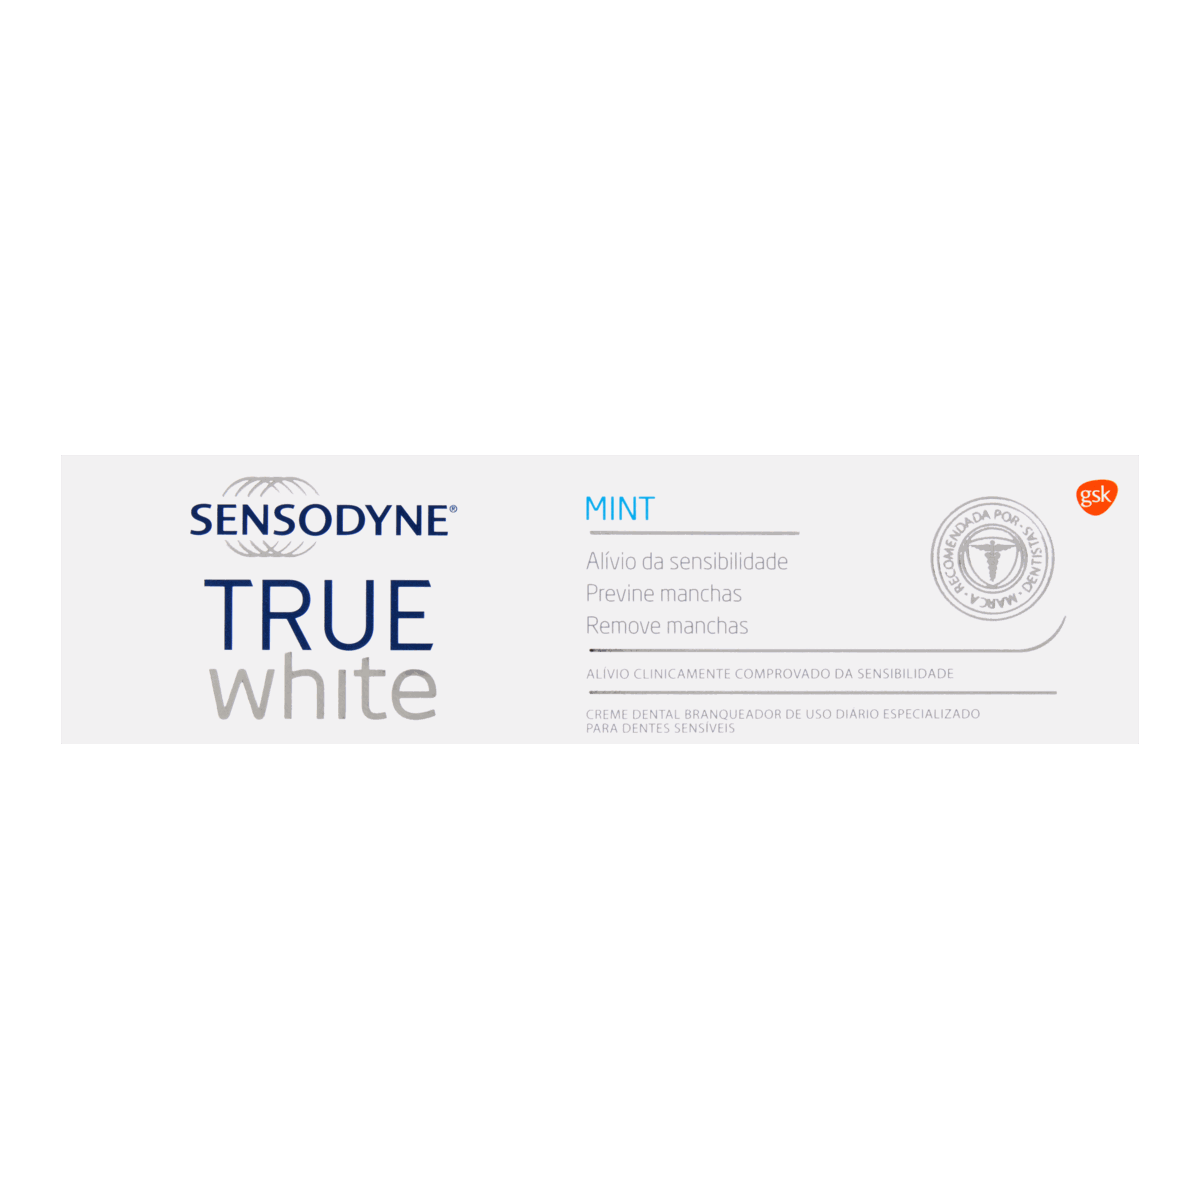 SENSODYNE®
TRUE
white
MINT
Alívio da sensibilidade
Previne manchas
Remove manchas
ALÍVIO CLINICAMENTE COMPROVADO DA SENSIBILIDADE
CREME DENTAL BRANQUEADOR DE USO DIÁRIO ESPECIALIZADO
PARA DENTES SENSÍVEIS
MARCA · RECOMENDADA POR · DENTISTAS ·
gsk